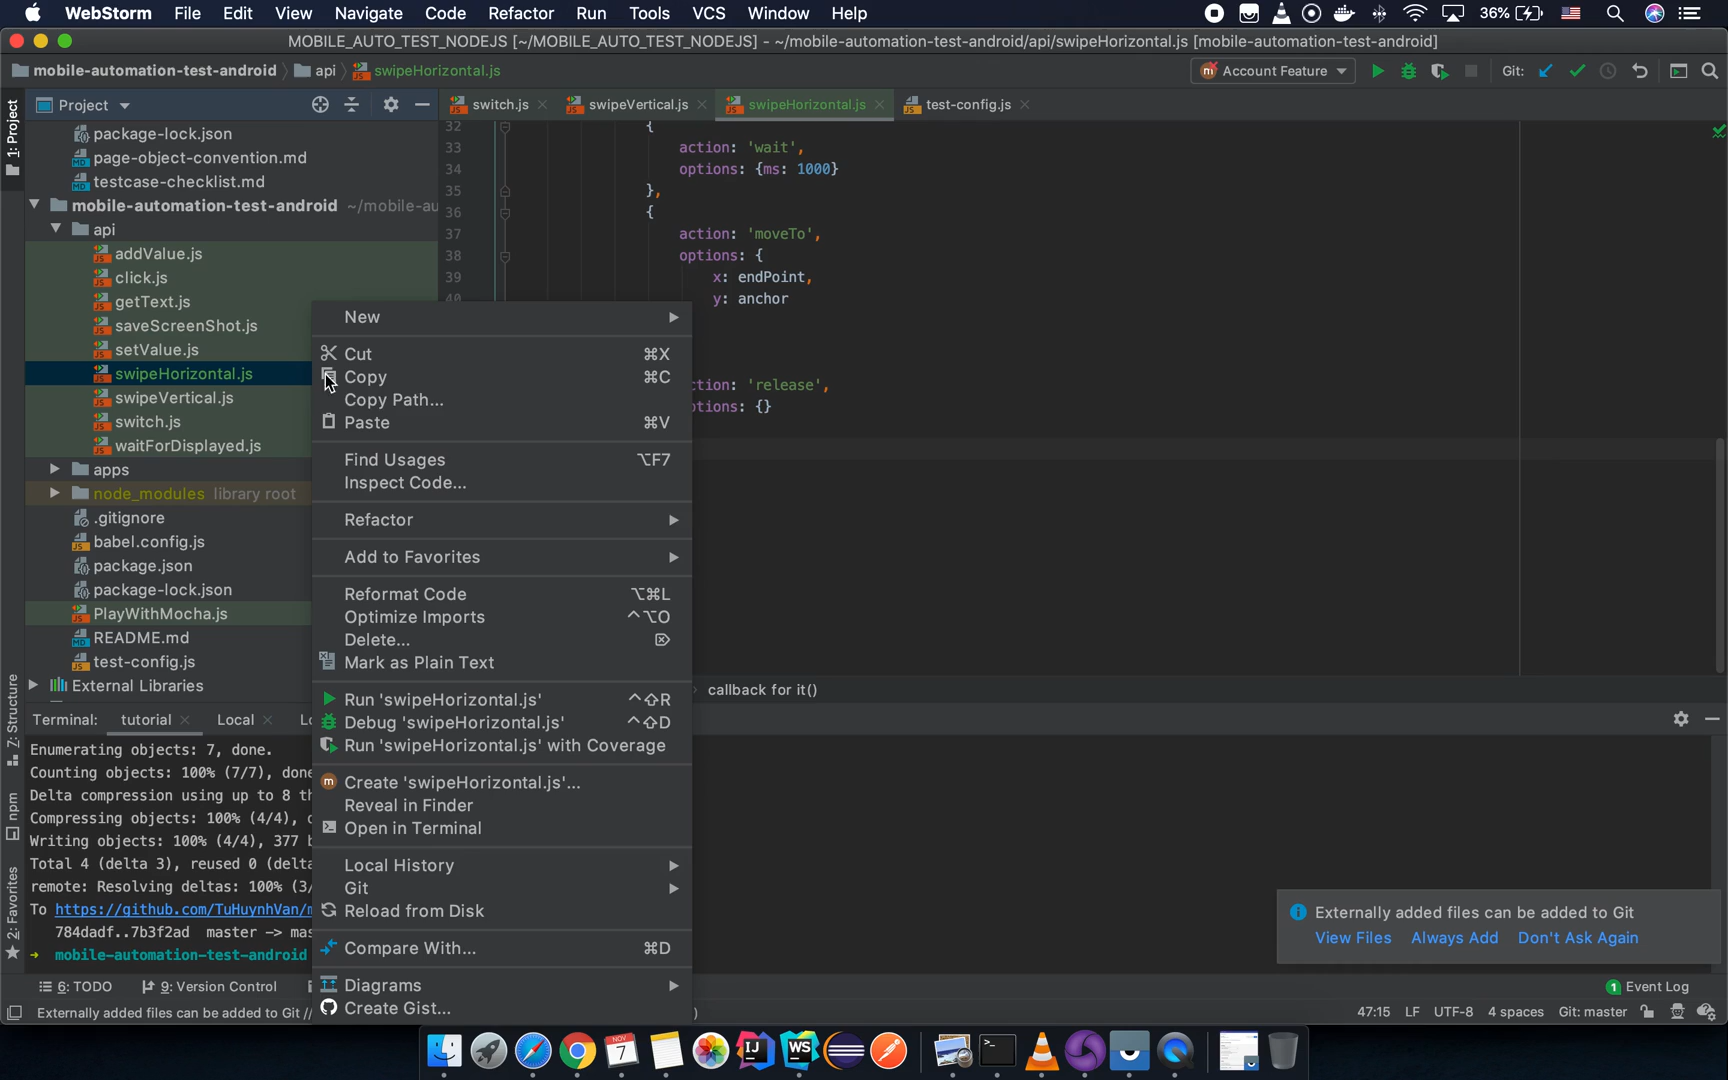 WebStorm File Edit View Navigate Code Refactor Run Tools VCS Window Help 36%
MOBILE_AUTO_TEST_NODEJS [~/MOBILE_AUTO_TEST_NODEJS] - ~/mobile-automation-test-android/api/swipeHorizontal.js [mobile-automation-test-android]
mobile-automation-test-android api swipeHorizontal.js Account Feature Git:
1: Project
Project
switch.js swipeVertical.js swipeHorizontal.js test-config.js
package-lock.json
page-object-convention.md
testcase-checklist.md
mobile-automation-test-android ~/mobile-au
api
addValue.js
click.js
getText.js
saveScreenShot.js
setValue.js
swipeHorizontal.js
swipeVertical.js
switch.js
waitForDisplayed.js
apps
node_modules library root
.gitignore
babel.config.js
package.json
package-lock.json
PlayWithMocha.js
README.md
test-config.js
External Libraries
32 {
33 action: 'wait',
34 options: {ms: 1000}
35 },
36 {
37 action: 'moveTo',
38 options: {
39 x: endPoint,
40 y: anchor
ction: 'release',
ptions: {}
callback for it()
New
Cut ⌘X
Copy ⌘C
Copy Path...
Paste ⌘V
Find Usages ⌥F7
Inspect Code...
Refactor
Add to Favorites
Reformat Code ⌥⌘L
Optimize Imports ^⌥O
Delete... ⌦
Mark as Plain Text
Run 'swipeHorizontal.js' ^⇧R
Debug 'swipeHorizontal.js' ^⇧D
Run 'swipeHorizontal.js' with Coverage
Create 'swipeHorizontal.js'...
Reveal in Finder
Open in Terminal
Local History
Git
Reload from Disk
Compare With... ⌘D
Diagrams
Create Gist...
7: Structure
npm
2: Favorites
Terminal: tutorial Local Lo
Enumerating objects: 7, done.
Counting objects: 100% (7/7), done
Delta compression using up to 8 th
Compressing objects: 100% (4/4), d
Writing objects: 100% (4/4), 377 b
Total 4 (delta 3), reused 0 (delta
remote: Resolving deltas: 100% (3/
To https://github.com/TuHuynhVan/m
784dadf..7b3f2ad master -> mas
➜ mobile-automation-test-android
Externally added files can be added to Git
View Files Always Add Don't Ask Again
6: TODO 9: Version Control 1 Event Log
Externally added files can be added to Git // ) 47:15 LF UTF-8 4 spaces Git: master
NOV 7 IJ WS